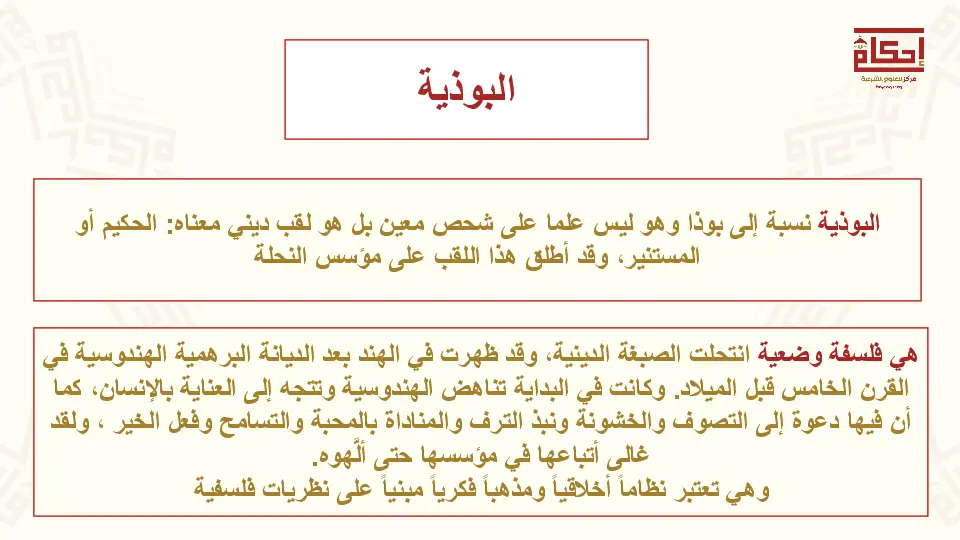 إحكام
مركز للعلوم الشرعية
البوذية
البوذية نسبة إلى بوذا وهو ليس علما على شحص معين بل هو لقب ديني معناه: الحكيم أو
المستنير، وقد أطلق هذا اللقب على مؤسس النحلة
هي فلسفة وضعية انتحلت الصبغة الدينية، وقد ظهرت في الهند بعد الديانة البرهمية الهندوسية في
القرن الخامس قبل الميلاد. وكانت في البداية تناهض الهندوسية وتتجه إلى العناية بالإنسان، كما
أن فيها دعوة إلى التصوف والخشونة ونبذ الترف والمناداة بالمحبة والتسامح وفعل الخير ، ولقد
غالى أتباعها في مؤسسها حتى ألَّهوه.
وهي تعتبر نظاماً أخلاقياً ومذهباً فكرياً مبنياً على نظريات فلسفية